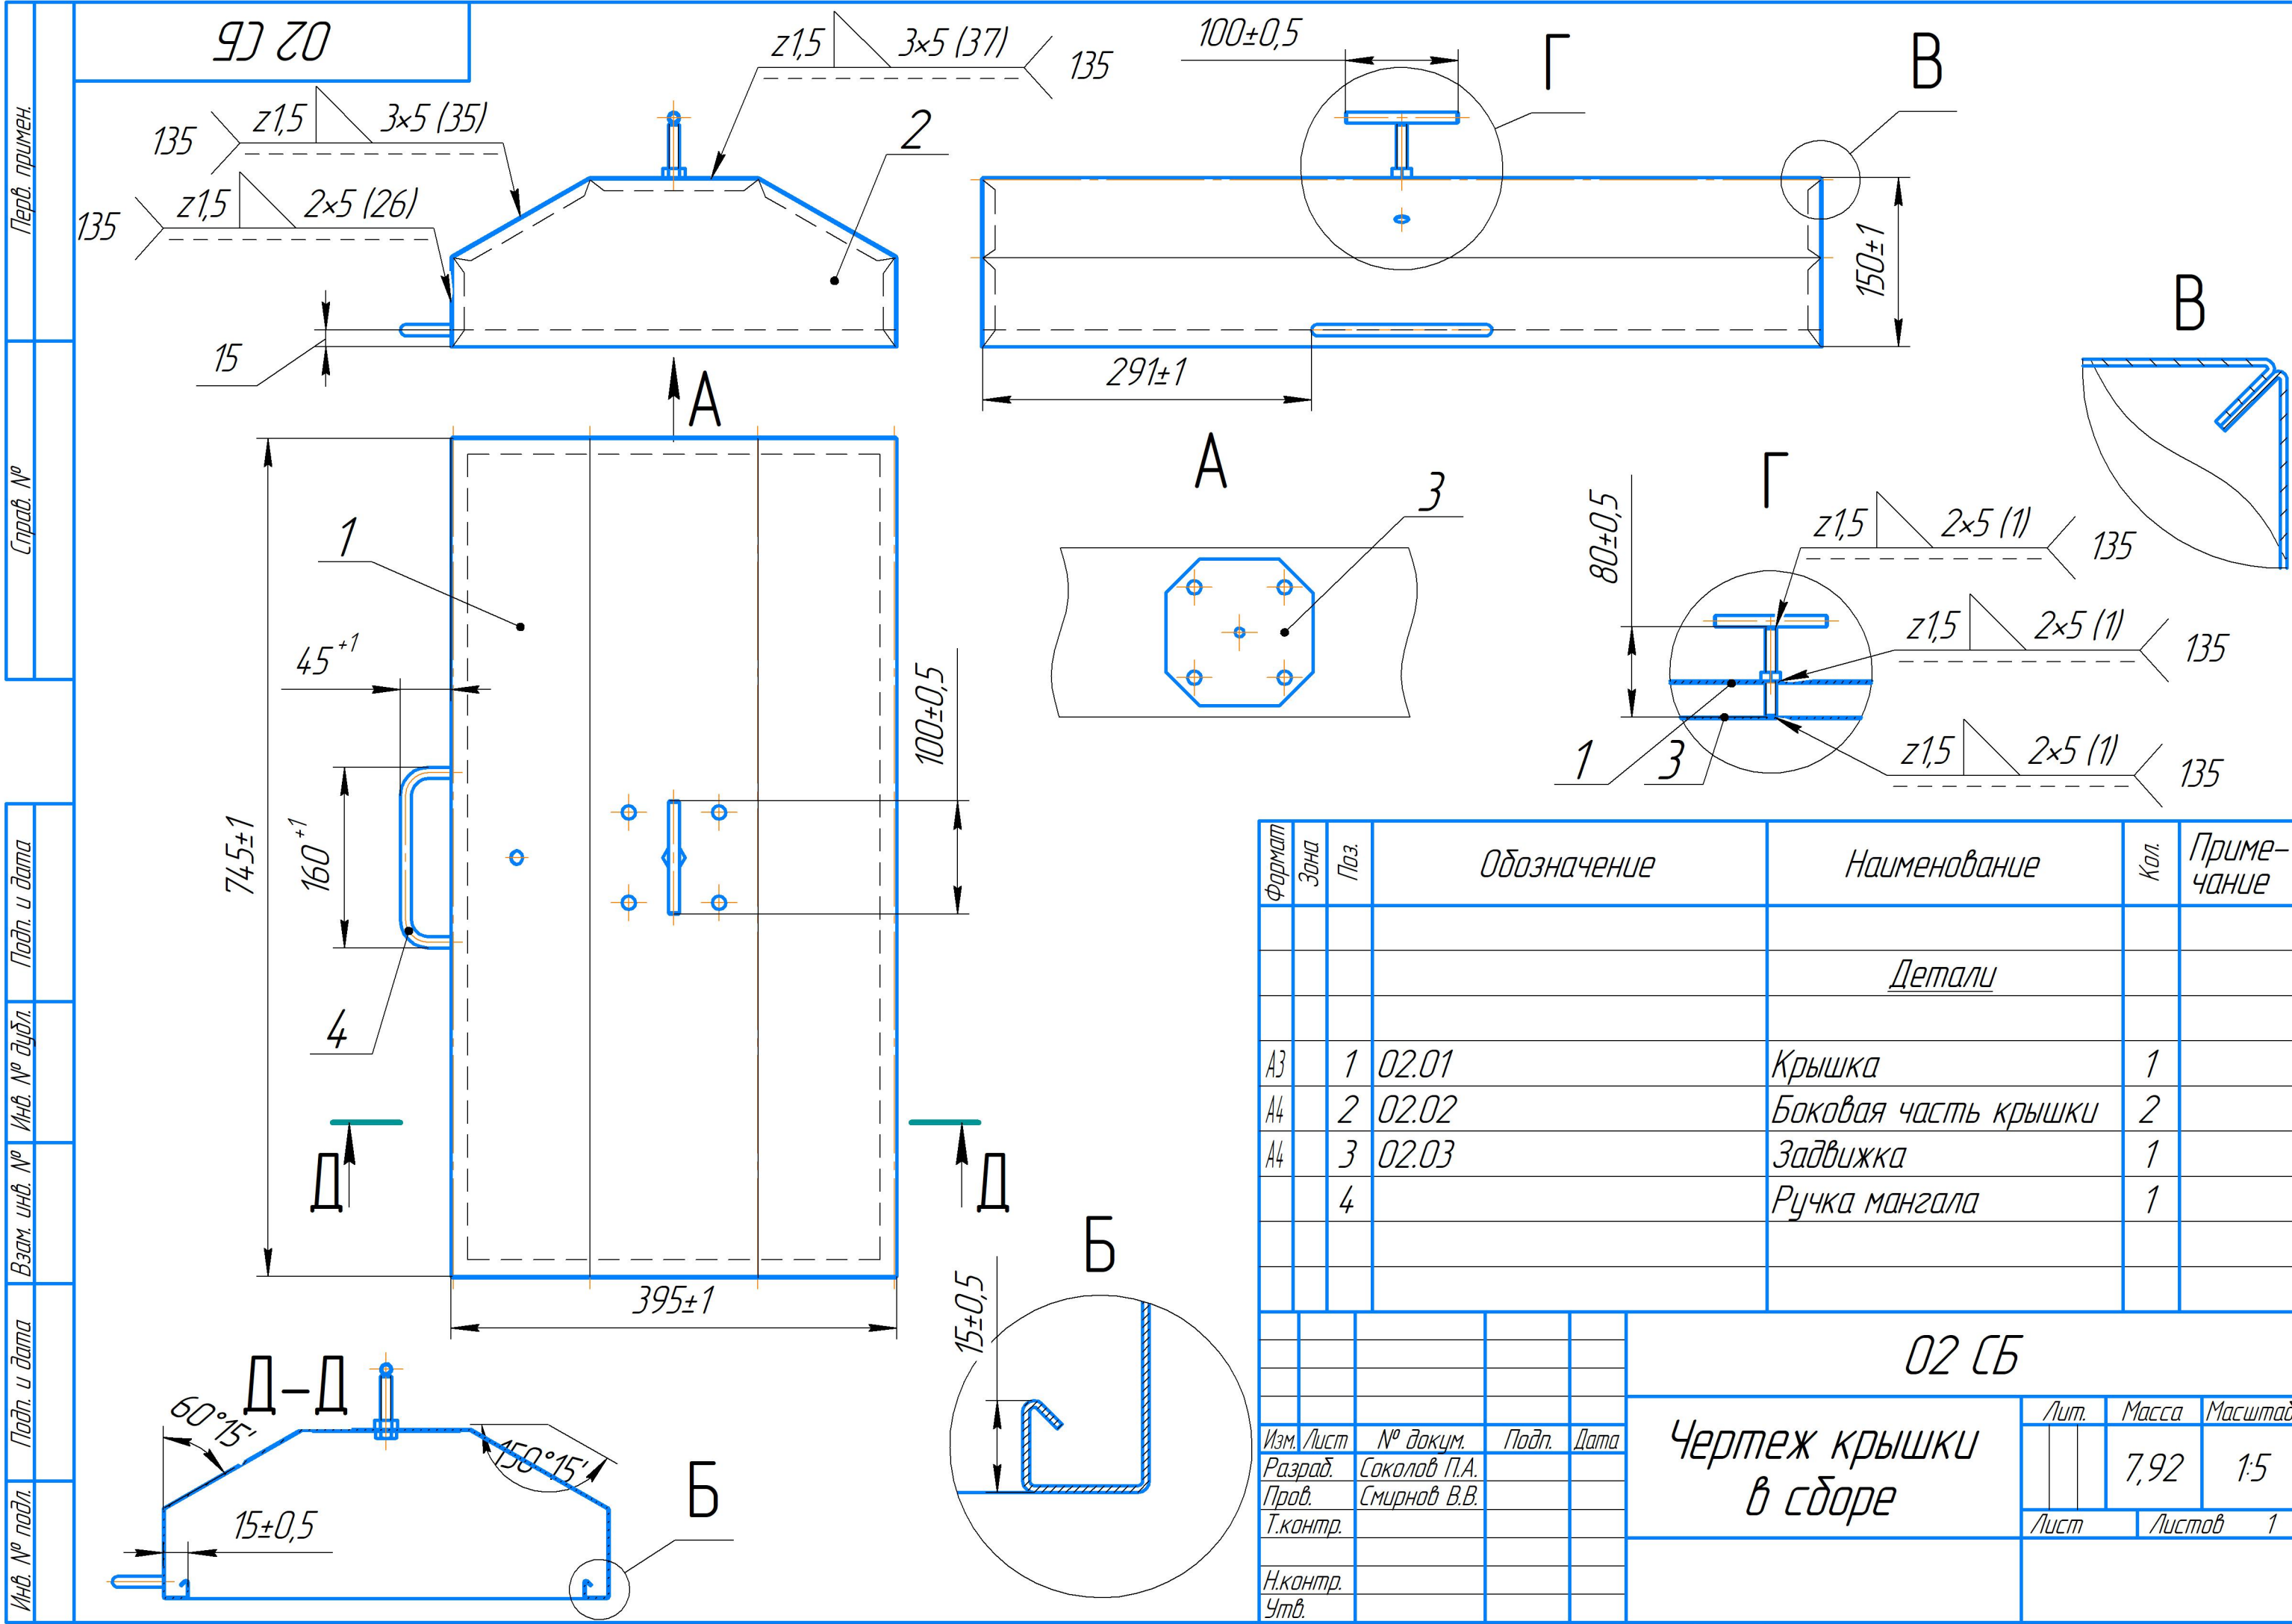 02 СБ
Перв. примен.
Справ. №
Подп. и дата
Инв. № дубл.
Взам. инв. №
Подп. и дата
Инв. № подл.
135 z1,5 3×5 (35)
135 z1,5 2×5 (26)
z1,5 3×5 (37) 135
2
15
А
100±0,5
Г
В
150±1
291±1
В
А
3
Г
80±0,5
z1,5 2×5 (1) 135
z1,5 2×5 (1) 135
z1,5 2×5 (1) 135
1
3
1
45 +1
160 +1
745±1
100±0,5
4
Д
Д
395±1
Д-Д
60°15'
150°15'
15±0,5
Б
Б
15±0,5
Формат Зона Поз. Обозначение Наименование Кол. Приме-
чание
Детали
А3 1 02.01 Крышка 1
А4 2 02.02 Боковая часть крышки 2
А4 3 02.03 Задвижка 1
4 Ручка мангала 1
02 СБ
Изм. Лист № докум. Подп. Дата
Разраб. Соколов П.А.
Пров. Смирнов В.В.
Т.контр.
Н.контр.
Утв.
Чертеж крышки
в сборе
Лит. Масса Масштаб
7,92 1:5
Лист Листов 1